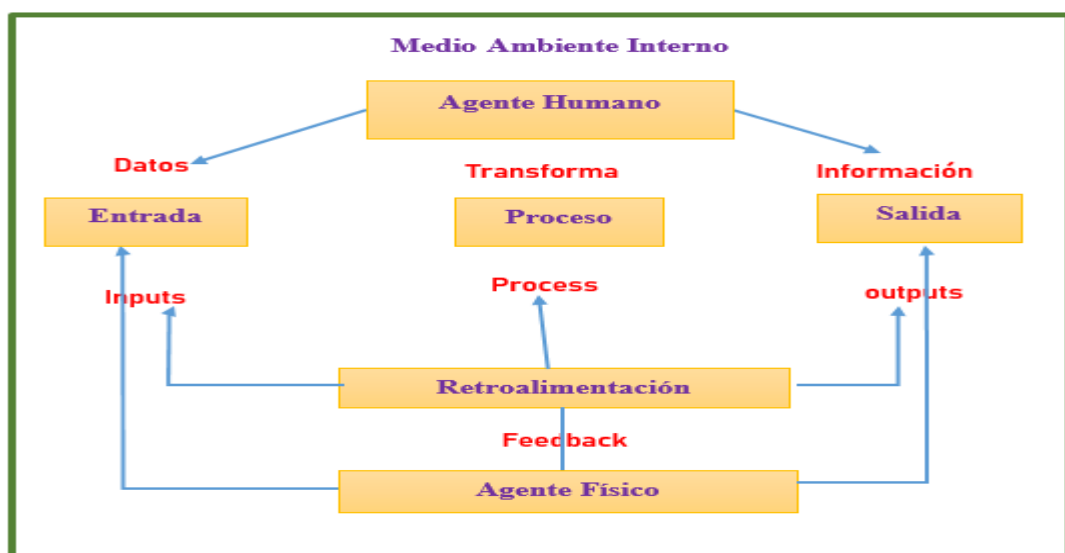 Medio Ambiente Interno
Agente Humano
Datos
Transforma
Información
Entrada
Proceso
Salida
Inputs
Process
outputs
Retroalimentación
Feedback
Agente Físico